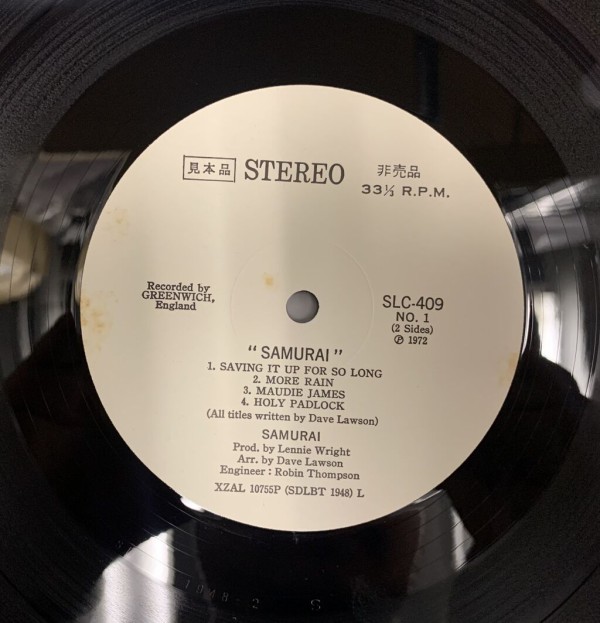 見本品 STEREO 非売品
33⅓ R.P.M.
Recorded by
GREENWICH,
England
SLC-409
NO. 1
(2 Sides)
Ⓟ 1972
" SAMURAI "
1. SAVING IT UP FOR SO LONG
2. MORE RAIN
3. MAUDIE JAMES
4. HOLY PADLOCK
(All titles written by Dave Lawson)
SAMURAI
Prod. by Lennie Wright
Arr. by Dave Lawson
Engineer : Robin Thompson
XZAL 10755P (SDLBT 1948) L